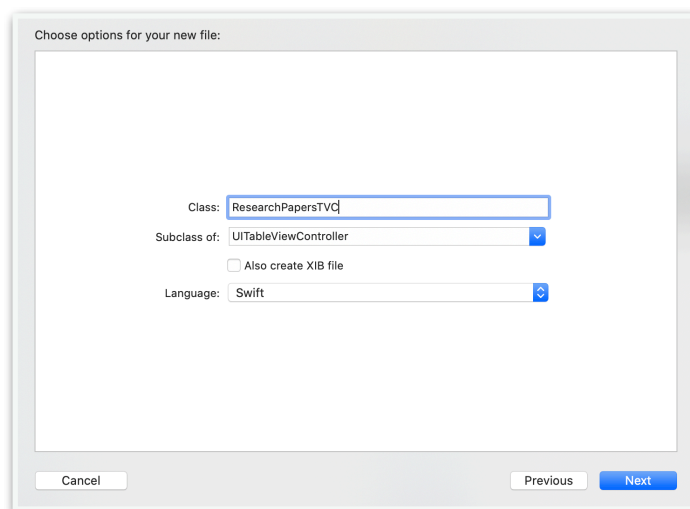 Choose options for your new file:
Class: ResearchPapersTVC
Subclass of: UITableViewController
Also create XIB file
Language: Swift
Cancel Previous Next